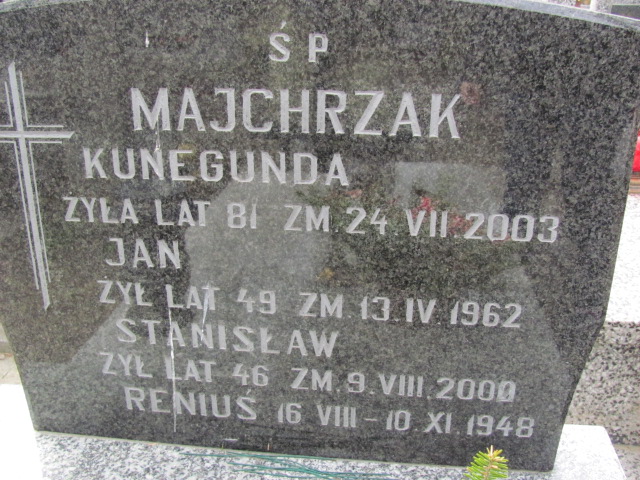 ŚP
MAJCHRZAK
KUNEGUNDA
ŻYŁA LAT 81 ZM. 24. VII. 2003
JAN
ŻYŁ LAT 49 ZM. 13. IV. 1962
STANISŁAW
ŻYŁ LAT 46 ZM. 9. VIII. 2000
RENIUŚ 16 VIII - 10 XI. 1948